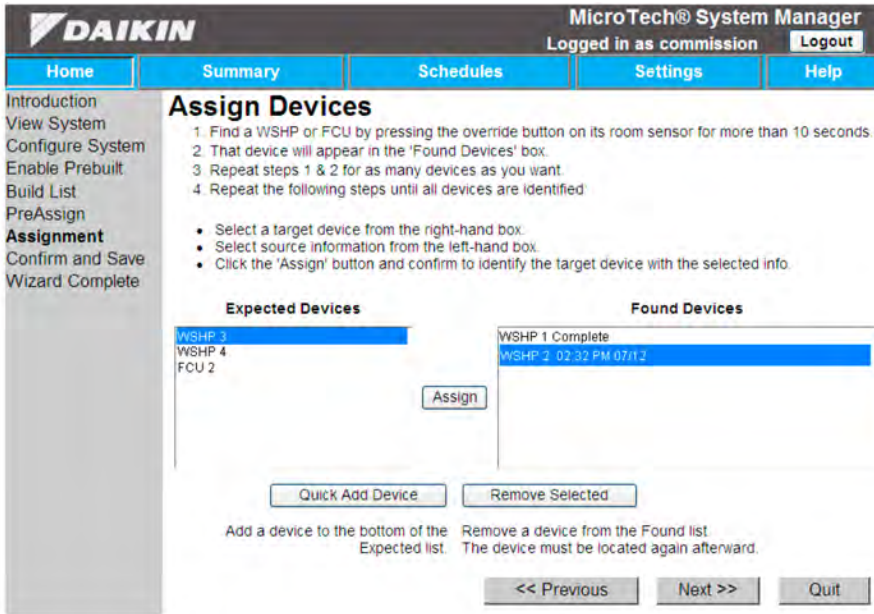 DAIKIN
MicroTech® System Manager
Logged in as commission
Logout
Home
Summary
Schedules
Settings
Help
Introduction
View System
Configure System
Enable Prebuilt
Build List
PreAssign
Assignment
Confirm and Save
Wizard Complete
Assign Devices
1. Find a WSHP or FCU by pressing the override button on its room sensor for more than 10 seconds.
2. That device will appear in the 'Found Devices' box.
3. Repeat steps 1 & 2 for as many devices as you want.
4. Repeat the following steps until all devices are identified
• Select a target device from the right-hand box.
• Select source information from the left-hand box.
• Click the 'Assign' button and confirm to identify the target device with the selected info.
Expected Devices
WSHP 3
WSHP 4
FCU 2
Assign
Found Devices
WSHP 1 Complete
WSHP 2 02:32 PM 07/12
Quick Add Device
Add a device to the bottom of the
Expected list.
Remove Selected
Remove a device from the Found list.
The device must be located again afterward.
<< Previous
Next >>
Quit